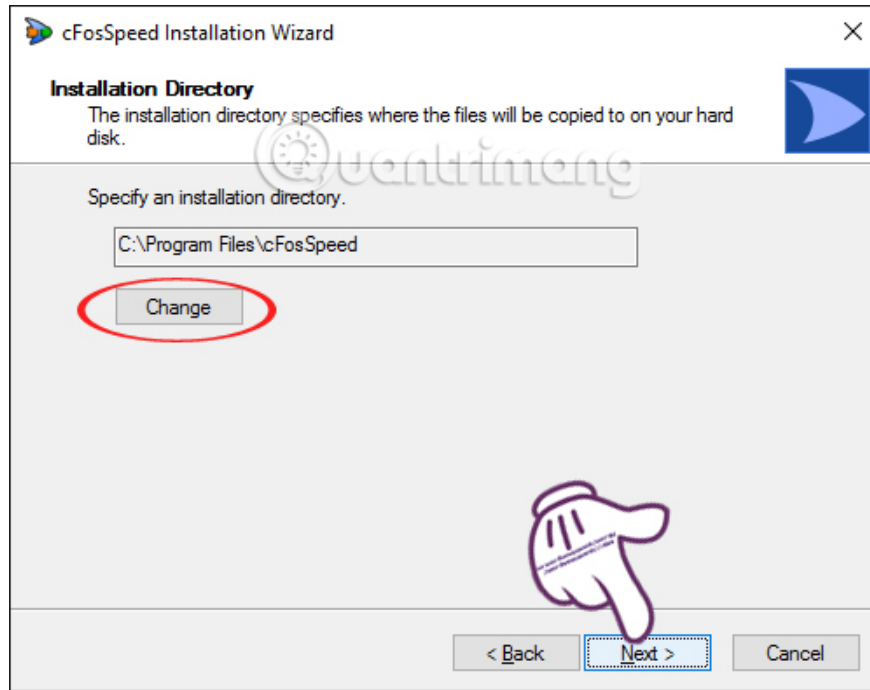 cFosSpeed Installation Wizard
Installation Directory
The installation directory specifies where the files will be copied to on your hard
disk.
Quantrimang
Specify an installation directory.
C:\Program Files\cFosSpeed
Change
< Back
Next >
Cancel